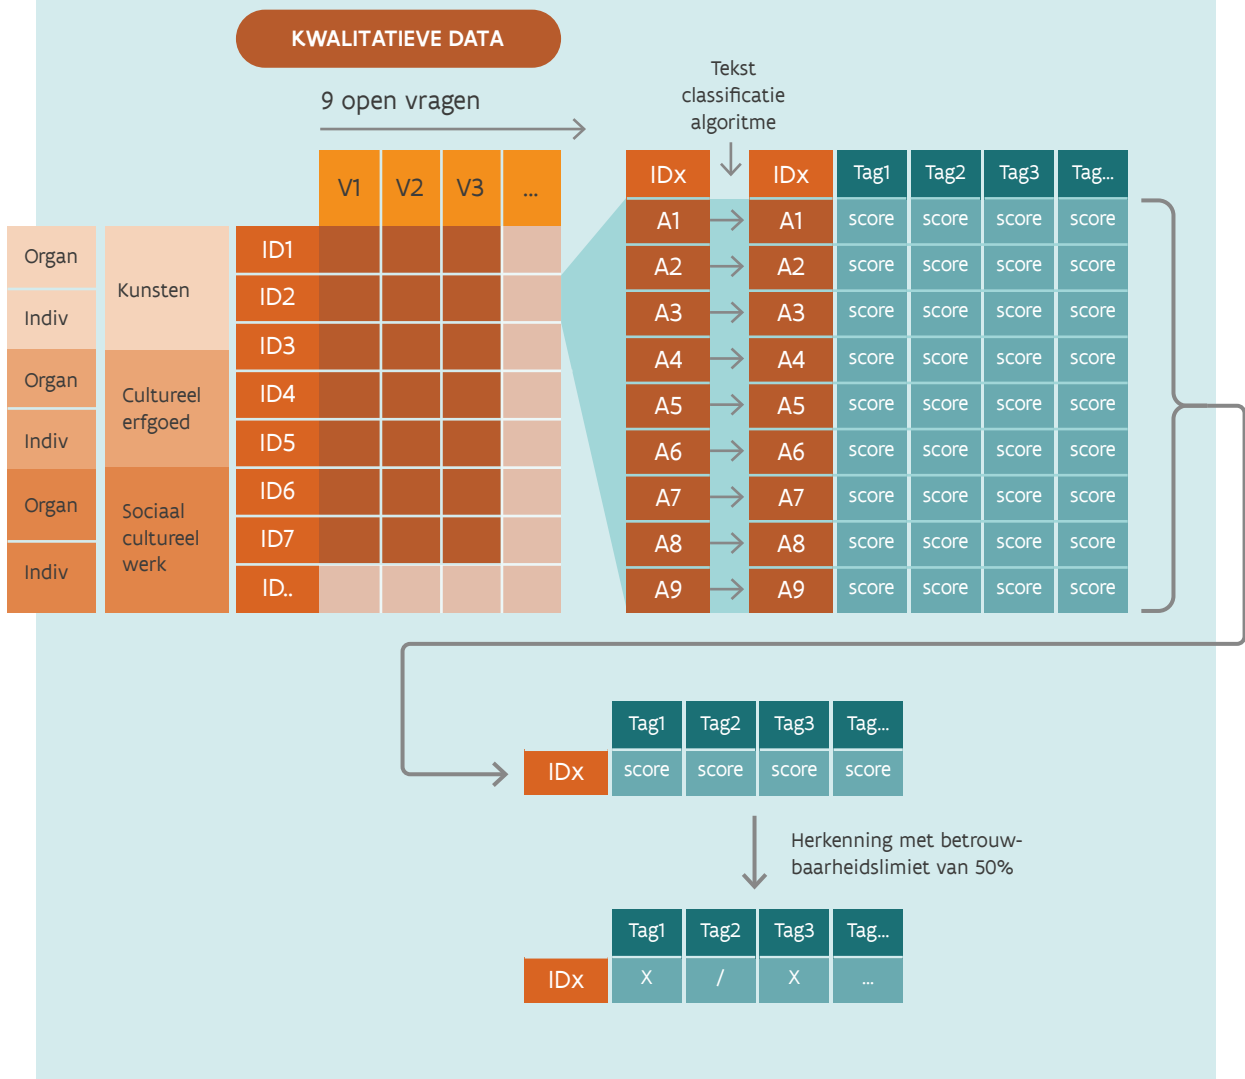 KWALITATIEVE DATA
9 open vragen
Tekst
classificatie
algoritme
V1 V2 V3 ...
Organ
Indiv
Organ
Indiv
Organ
Indiv
Kunsten
Cultureel
erfgoed
Sociaal
cultureel
werk
ID1
ID2
ID3
ID4
ID5
ID6
ID7
ID..
IDx IDx Tag1 Tag2 Tag3 Tag...
A1 A1 score score score score
A2 A2 score score score score
A3 A3 score score score score
A4 A4 score score score score
A5 A5 score score score score
A6 A6 score score score score
A7 A7 score score score score
A8 A8 score score score score
A9 A9 score score score score
Tag1 Tag2 Tag3 Tag...
IDx score score score score
Herkenning met betrouw-
baarheidslimiet van 50%
Tag1 Tag2 Tag3 Tag...
IDx X / X ...